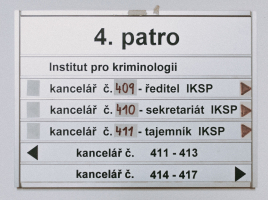 4. patro
Institut pro kriminologii
kancelář č. 409 - ředitel IKSP
kancelář č. 410 - sekretariát IKSP
kancelář č. 411 - tajemník IKSP
kancelář č. 411 - 413
kancelář č. 414 - 417